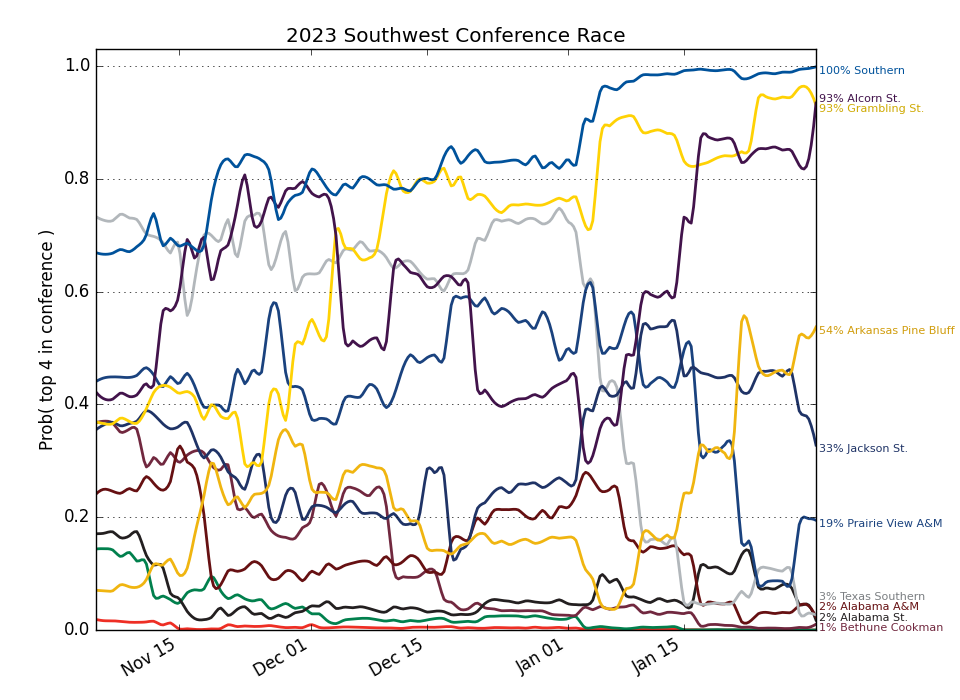 2023 Southwest Conference Race
Prob( top 4 in conference )
1.0
0.8
0.6
0.4
0.2
0.0
Nov 15
Dec 01
Dec 15
Jan 01
Jan 15
100% Southern
93% Alcorn St.
93% Grambling St.
54% Arkansas Pine Bluff
33% Jackson St.
19% Prairie View A&M
3% Texas Southern
2% Alabama A&M
2% Alabama St.
1% Bethune Cookman